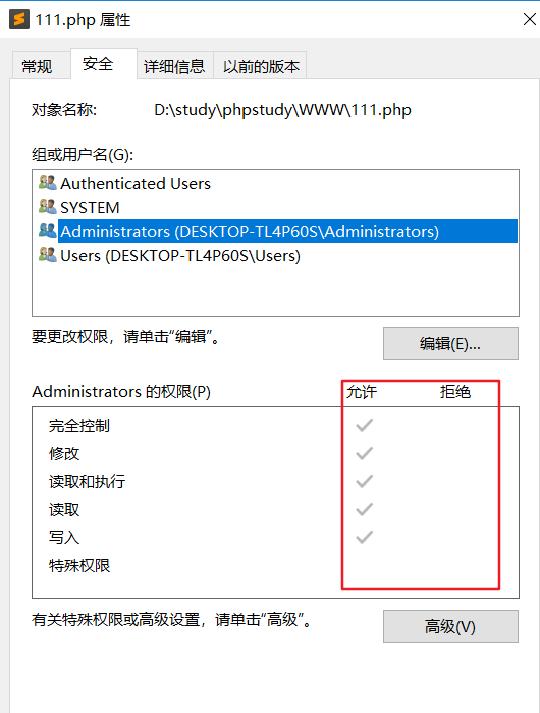 111.php 属性
常规 安全 详细信息 以前的版本
对象名称: D:\study\phpstudy\WWW\111.php
组或用户名(G):
Authenticated Users
SYSTEM
Administrators (DESKTOP-TL4P60S\Administrators)
Users (DESKTOP-TL4P60S\Users)
要更改权限，请单击“编辑”。 编辑(E)...
Administrators 的权限(P) 允许 拒绝
完全控制
修改
读取和执行
读取
写入
特殊权限
有关特殊权限或高级设置，请单击“高级”。 高级(V)